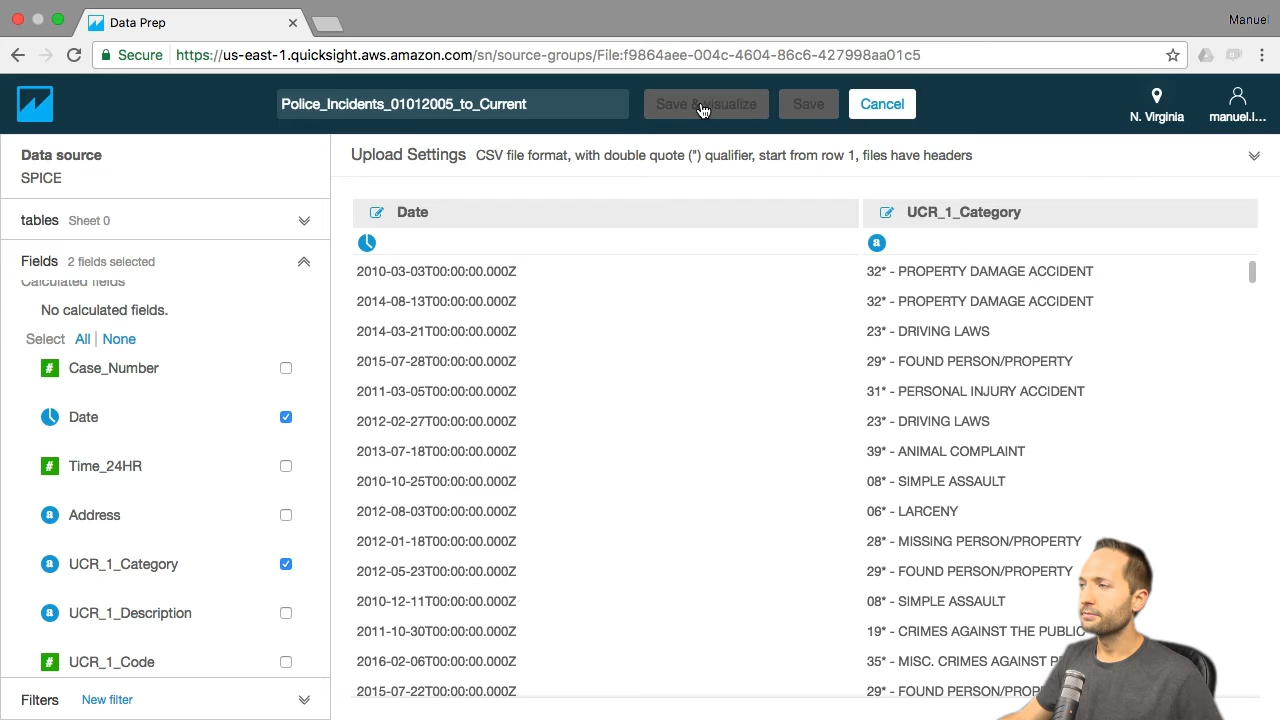 Data Prep
Manuel
Secure https://us-east-1.quicksight.aws.amazon.com/sn/source-groups/File:f9864aee-004c-4604-86c6-427998aa01c5
Police_Incidents_01012005_to_Current
Save & visualize
Save
Cancel
N. Virginia
manuel.l...
Data source
SPICE
Upload Settings CSV file format, with double quote (") qualifier, start from row 1, files have headers
tables Sheet 0
Fields 2 fields selected
Calculated fields
No calculated fields.
Select All | None
# Case_Number
Date
# Time_24HR
a Address
a UCR_1_Category
a UCR_1_Description
# UCR_1_Code
Filters New filter
Date UCR_1_Category
a
2010-03-03T00:00:00.000Z 32* - PROPERTY DAMAGE ACCIDENT
2014-08-13T00:00:00.000Z 32* - PROPERTY DAMAGE ACCIDENT
2014-03-21T00:00:00.000Z 23* - DRIVING LAWS
2015-07-28T00:00:00.000Z 29* - FOUND PERSON/PROPERTY
2011-03-05T00:00:00.000Z 31* - PERSONAL INJURY ACCIDENT
2012-02-27T00:00:00.000Z 23* - DRIVING LAWS
2013-07-18T00:00:00.000Z 39* - ANIMAL COMPLAINT
2010-10-25T00:00:00.000Z 08* - SIMPLE ASSAULT
2012-08-03T00:00:00.000Z 06* - LARCENY
2012-01-18T00:00:00.000Z 28* - MISSING PERSON/PROPERTY
2012-05-23T00:00:00.000Z 29* - FOUND PERSON/PROPERTY
2010-12-11T00:00:00.000Z 08* - SIMPLE ASSAULT
2011-10-30T00:00:00.000Z 19* - CRIMES AGAINST THE PUBLIC
2016-02-06T00:00:00.000Z 35* - MISC. CRIMES AGAINST
2015-07-22T00:00:00.000Z 29* - FOUND